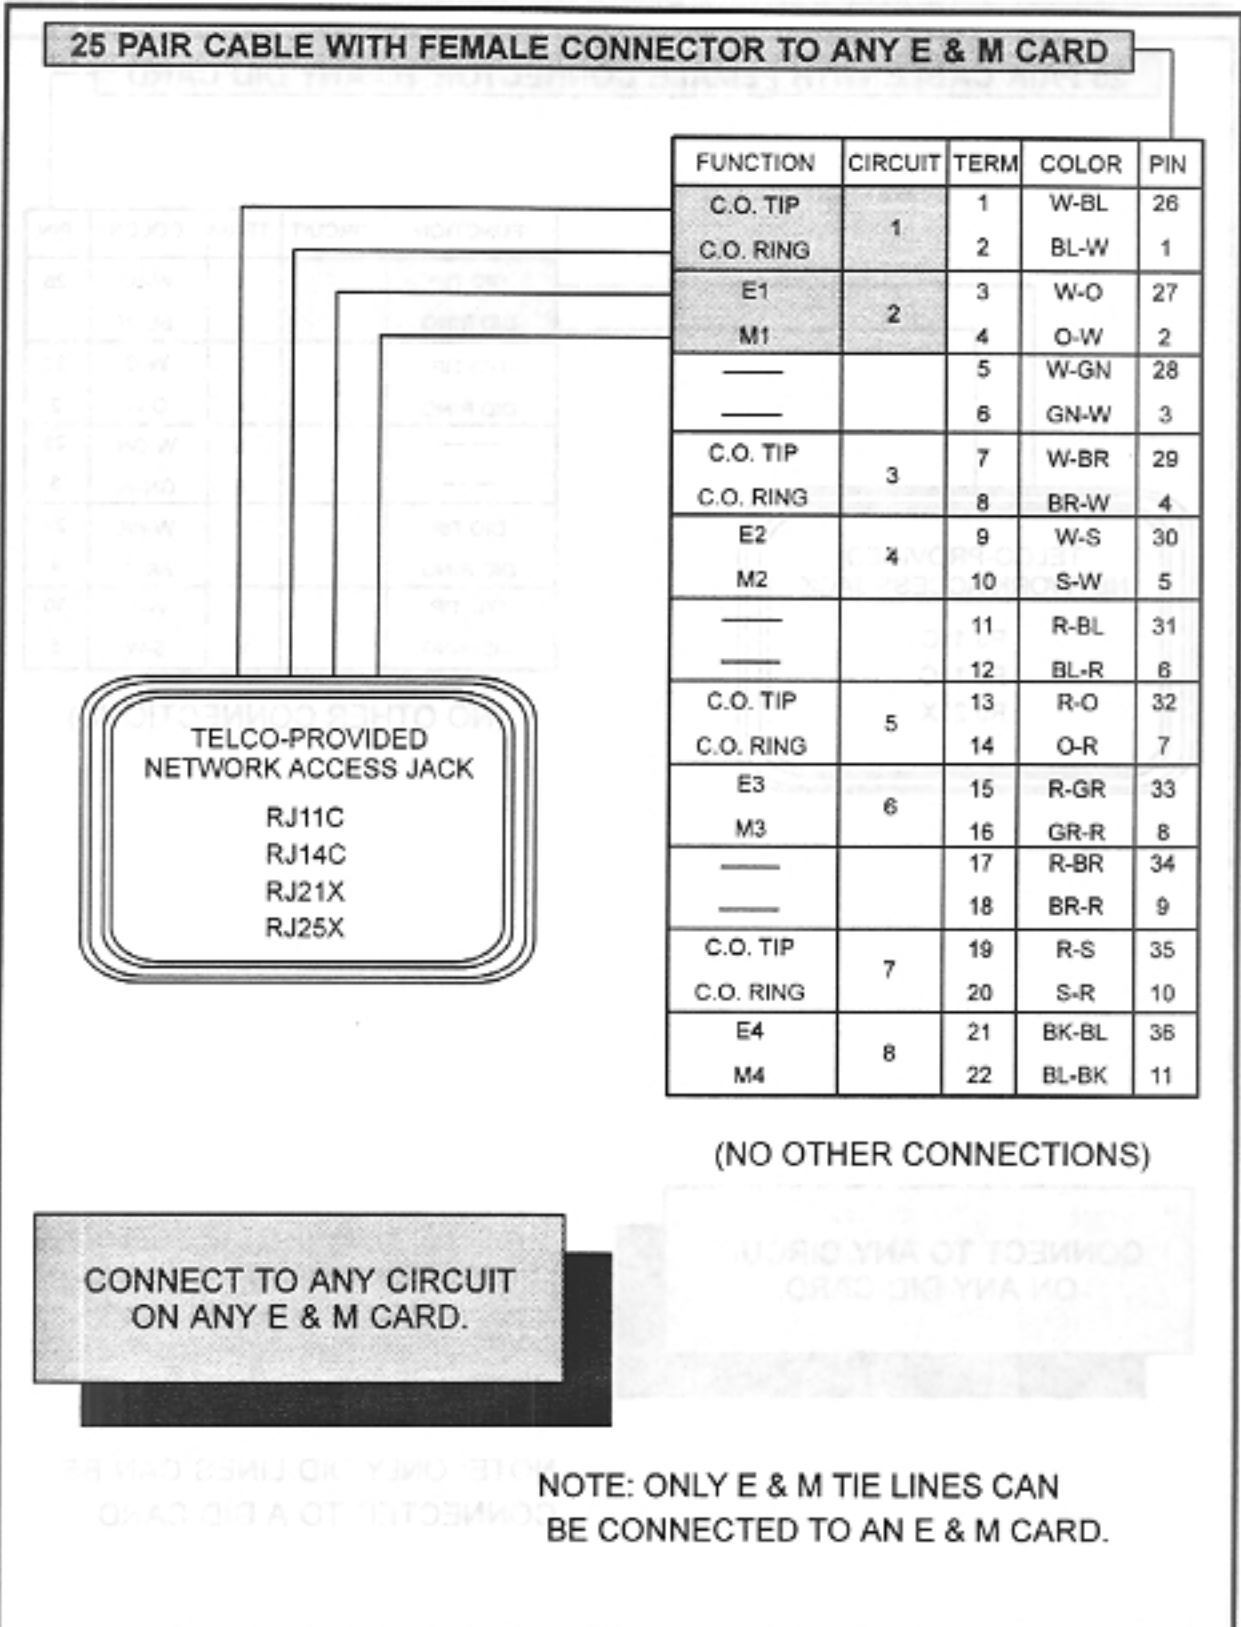 25 PAIR CABLE WITH FEMALE CONNECTOR TO ANY E & M CARD
FUNCTION CIRCUIT TERM COLOR PIN
C.O. TIP 1 1 W-BL 26
C.O. RING 2 BL-W 1
E1 2 3 W-O 27
M1 4 O-W 2
—— 5 W-GN 28
—— 6 GN-W 3
C.O. TIP 3 7 W-BR 29
C.O. RING 8 BR-W 4
E2 4 9 W-S 30
M2 10 S-W 5
—— 11 R-BL 31
—— 12 BL-R 6
C.O. TIP 5 13 R-O 32
C.O. RING 14 O-R 7
E3 6 15 R-GR 33
M3 16 GR-R 8
—— 17 R-BR 34
—— 18 BR-R 9
C.O. TIP 7 19 R-S 35
C.O. RING 20 S-R 10
E4 8 21 BK-BL 36
M4 22 BL-BK 11
(NO OTHER CONNECTIONS)
TELCO-PROVIDED
NETWORK ACCESS JACK
RJ11C
RJ14C
RJ21X
RJ25X
CONNECT TO ANY CIRCUIT
ON ANY E & M CARD.
NOTE: ONLY E & M TIE LINES CAN
BE CONNECTED TO AN E & M CARD.